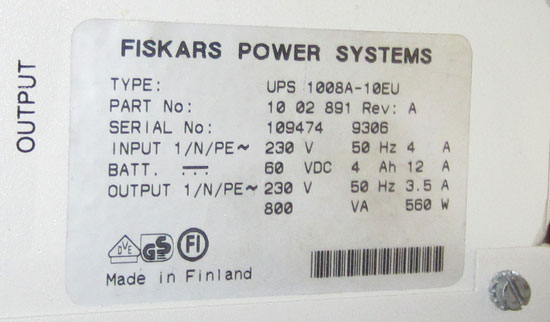 OUTPUT
FISKARS POWER SYSTEMS
TYPE: UPS 1008A-10EU
PART No: 10 02 891 Rev: A
SERIAL No: 109474 9306
INPUT 1/N/PE~ 230 V 50 Hz 4 A
BATT. ⎓ 60 VDC 4 Ah 12 A
OUTPUT 1/N/PE~ 230 V 50 Hz 3.5 A
800 VA 560 W
DVE GS FI
Made in Finland